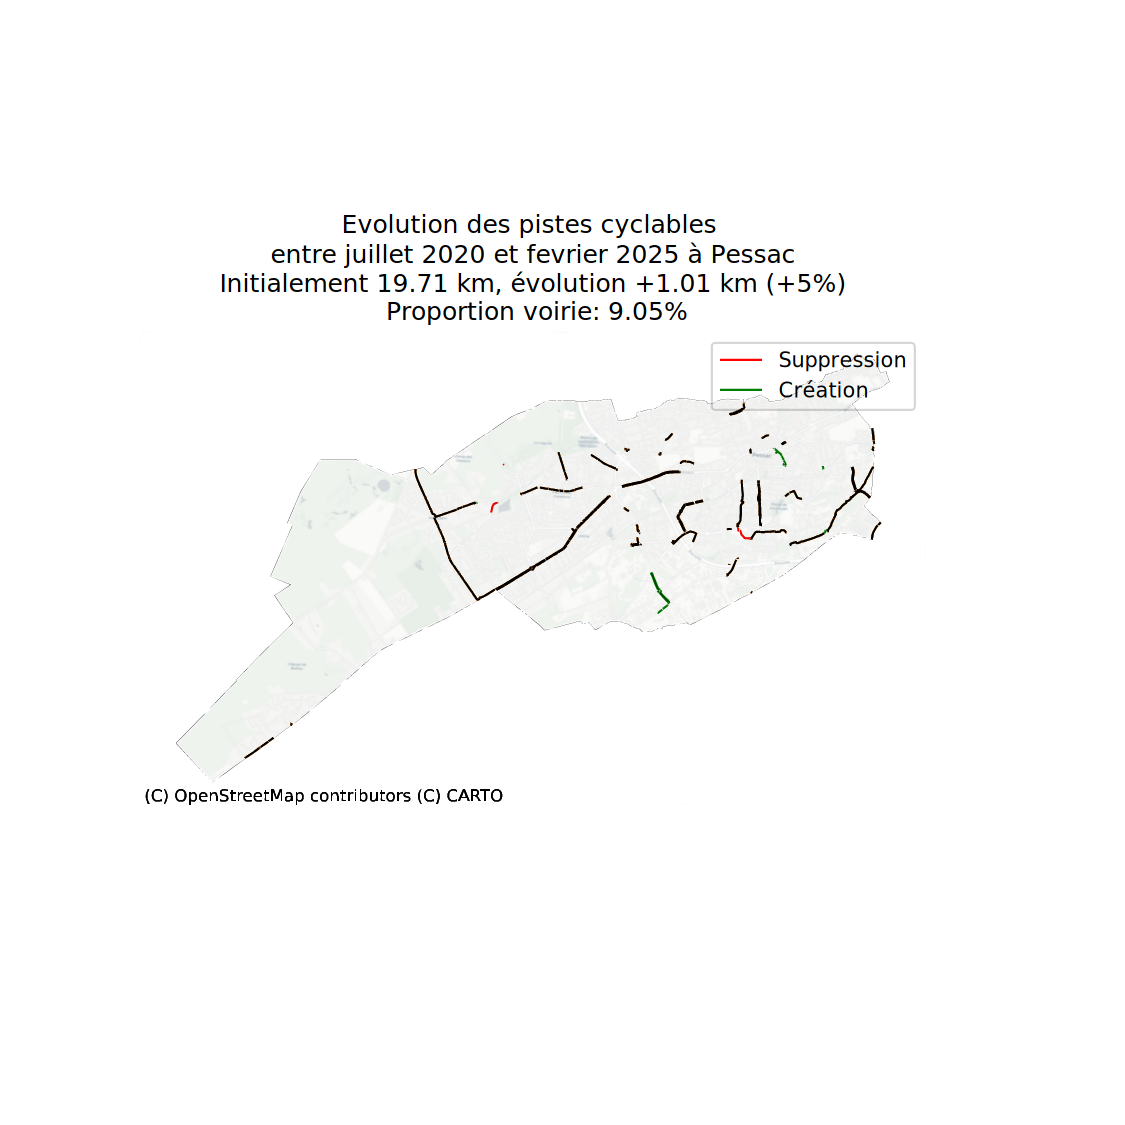 Evolution des pistes cyclables
entre juillet 2020 et fevrier 2025 à Pessac
Initialement 19.71 km, évolution +1.01 km (+5%)
Proportion voirie: 9.05%
Suppression
Création
Pessac
(C) OpenStreetMap contributors (C) CARTO